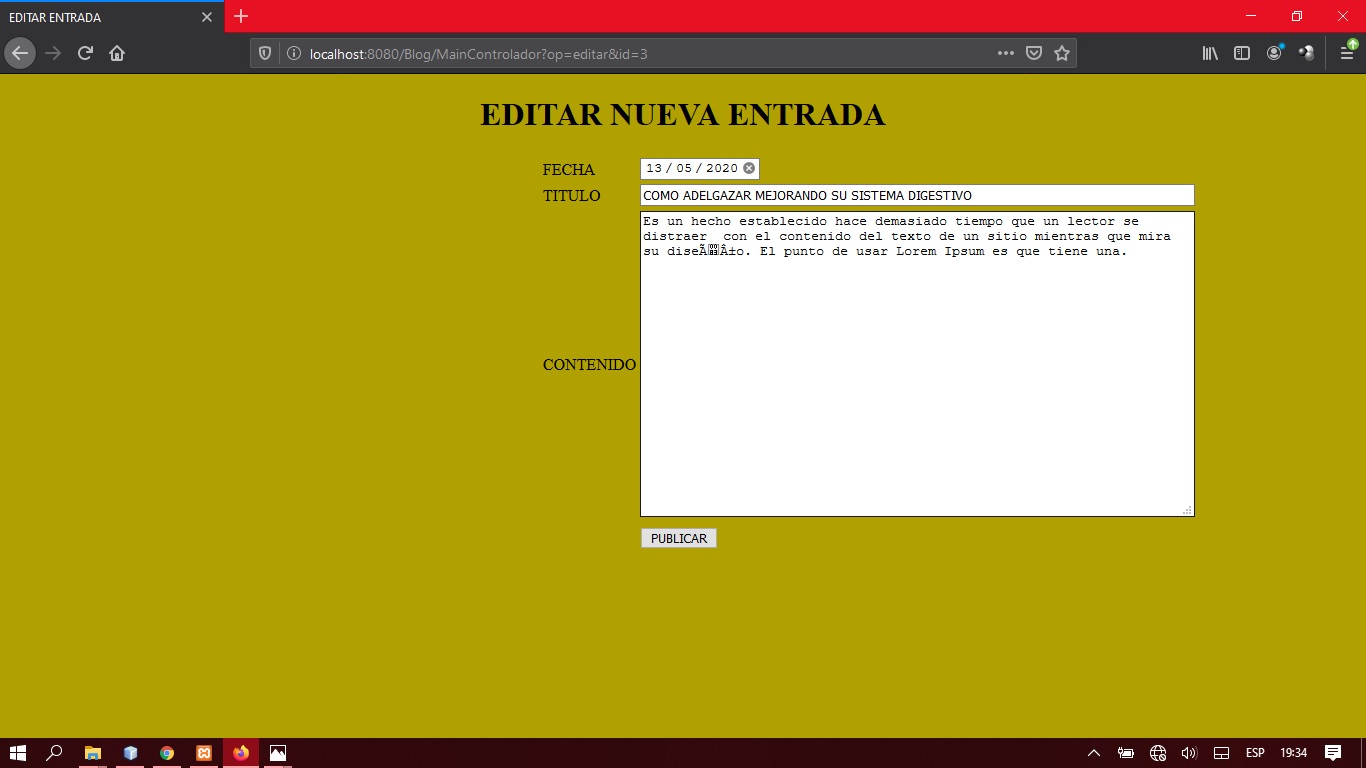 EDITAR ENTRADA
localhost:8080/Blog/MainControlador?op=editar&id=3
EDITAR NUEVA ENTRADA
FECHA 13 / 05 / 2020
TITULO COMO ADELGAZAR MEJORANDO SU SISTEMA DIGESTIVO
Es un hecho establecido hace demasiado tiempo que un lector se
distraer  con el contenido del texto de un sitio mientras que mira
su diseÃÂ±o. El punto de usar Lorem Ipsum es que tiene una.
CONTENIDO
PUBLICAR
ESP 19:34